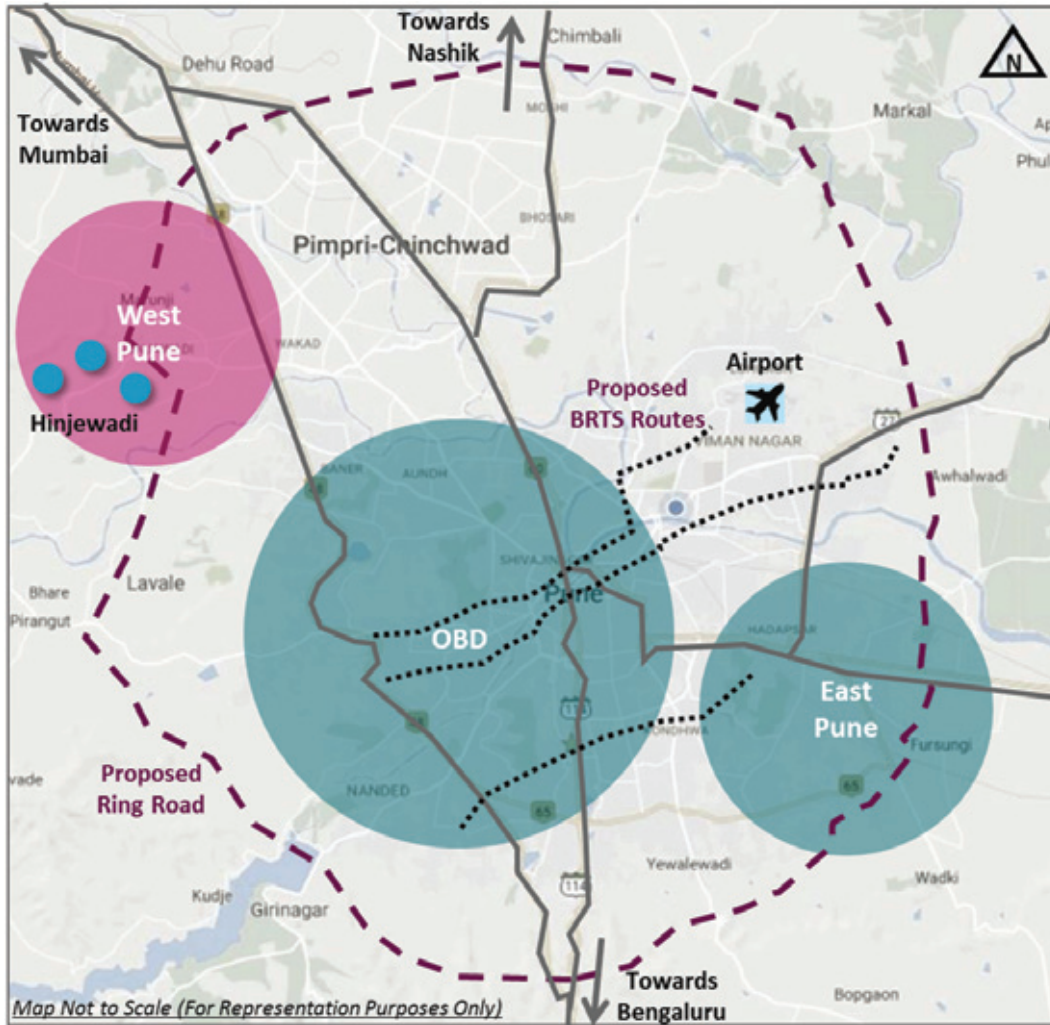 Towards
Nashik
Chimbali
N
Dehu Road
Towards
Mumbai
MOSHI
Markal
Phul
BHOSARI
Pimpri-Chinchwad
West
Pune
WAKAD
Hinjewadi
Airport
Proposed
BRTS Routes
VIMAN NAGAR
27
BANER
AUNDH
Awhalwadi
SHIVAJINAGAR
Pune
Lavale
Bhare
Pirangut
OBD
HADAPSAR
East
Pune
Fursungi
Proposed
Ring Road
vade
NANDED
65
65
Yewalewadi
114
Wadki
Kudje
Girinagar
Towards
Bengaluru
Bopgaon
Map Not to Scale (For Representation Purposes Only)